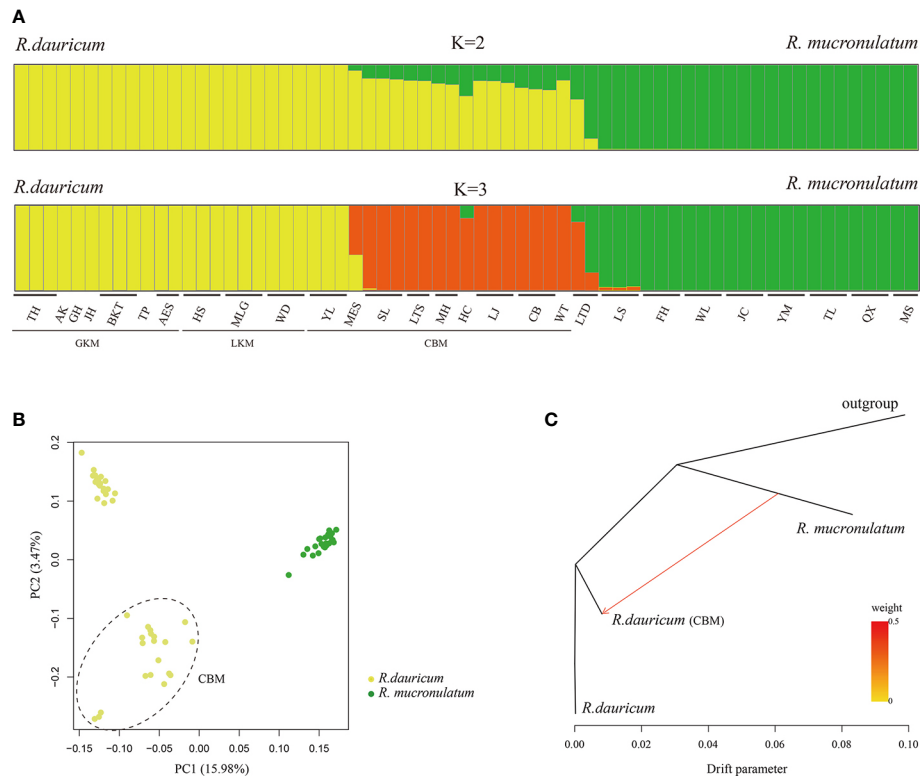 A
R.dauricum K=2 R. mucronulatum
R.dauricum K=3 R. mucronulatum
TH AK GH JH BKT TP AES HS MLG WD YL MES SL LTS MH HC LJ CB WT LTD LS FH WL JC YM TL QX MS
GKM LKM CBM
B
0.2
0.1
0.0
−0.1
−0.2
PC2 (3.47%)
CBM
−0.15 −0.10 −0.05 0.00 0.05 0.10 0.15
PC1 (15.98%)
R.dauricum
R. mucronulatum
C
outgroup
R. mucronulatum
R.dauricum (CBM)
R.dauricum
weight
0.5
0
0.00 0.02 0.04 0.06 0.08 0.10
Drift parameter